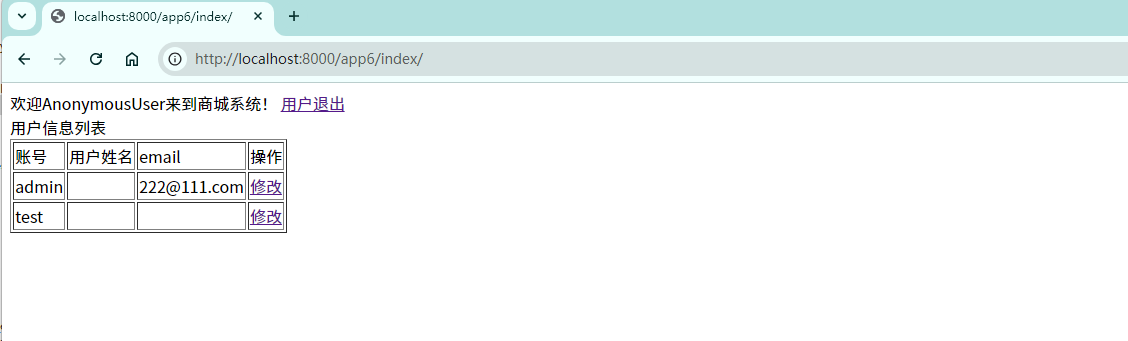 localhost:8000/app6/index/
http://localhost:8000/app6/index/
欢迎AnonymousUser来到商城系统！ 用户退出
用户信息列表
账号 用户姓名 email 操作
admin 222@111.com 修改
test 修改